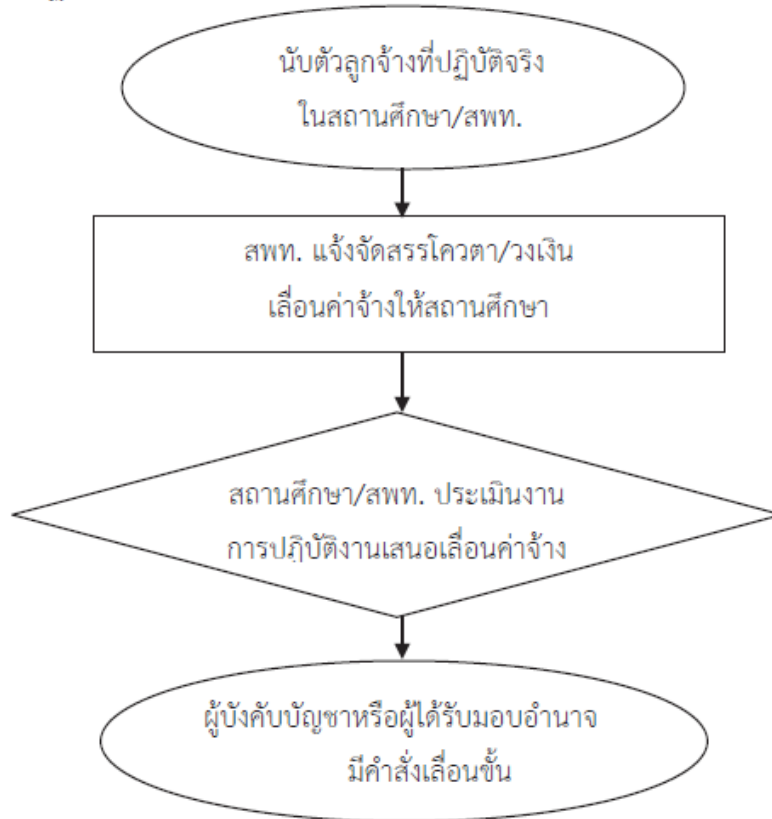 นับตัวลูกจ้างที่ปฏิบัติจริง
ในสถานศึกษา/สพท.
สพท. แจ้งจัดสรรโควตา/วงเงิน
เลื่อนค่าจ้างให้สถานศึกษา
สถานศึกษา/สพท. ประเมินงาน
การปฏิบัติงานเสนอเลื่อนค่าจ้าง
ผู้บังคับบัญชาหรือผู้ได้รับมอบอำนาจ
มีคำสั่งเลื่อนขั้น